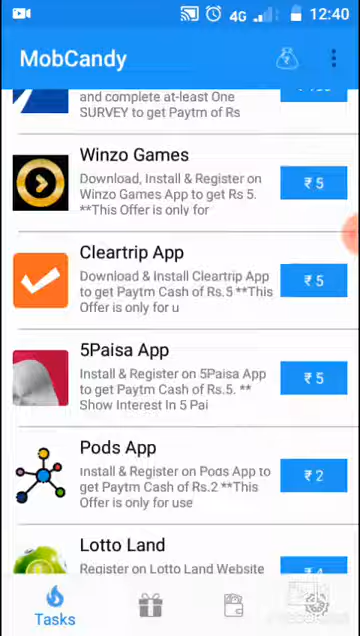 4G 12:40
MobCandy
and complete at-least One
SURVEY to get Paytm of Rs
Winzo Games
Download, Install & Register on
Winzo Games App to get Rs 5.
**This Offer is only for
₹ 5
Cleartrip App
Download & Install Cleartrip App
to get Paytm Cash of Rs.5 **This
Offer is only for u
₹ 5
5Paisa App
Install & Register on 5Paisa App
to get Paytm Cash of Rs.5. **
Show Interest In 5 Pai
₹ 5
Pods App
Install & Register on Pods App to
get Paytm Cash of Rs.2 **This
Offer is only for use
₹ 2
Lotto Land
Register on Lotto Land Website
₹ 4
Tasks